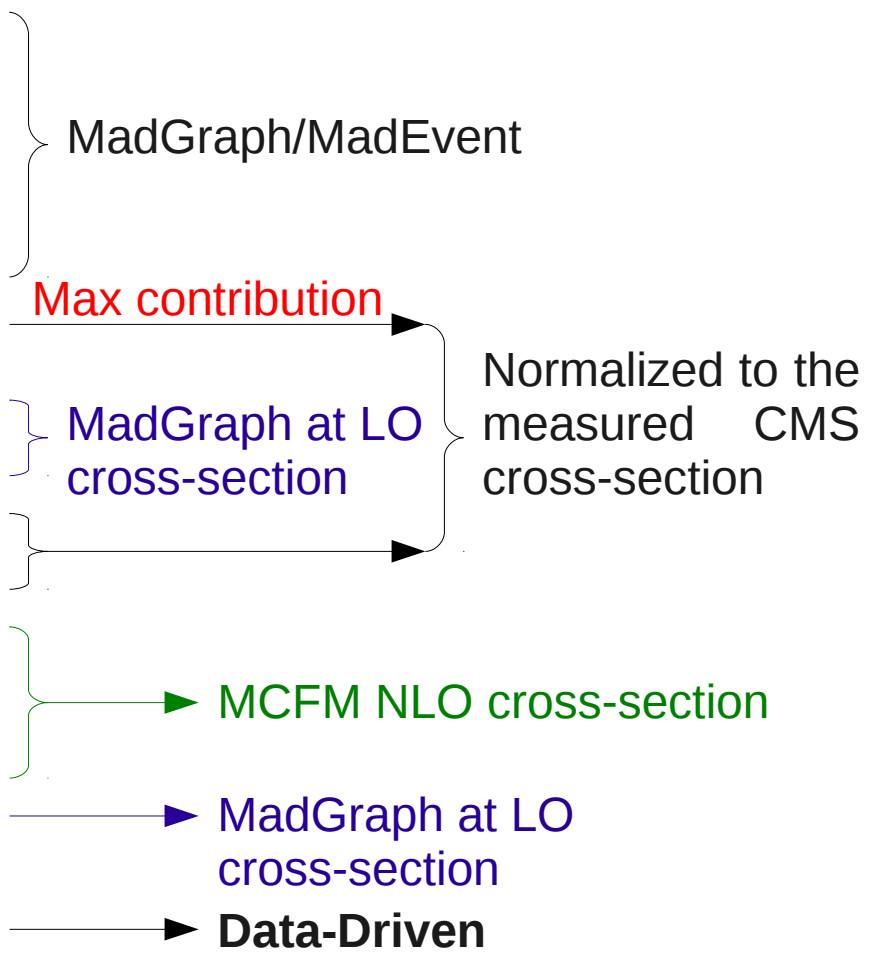 MadGraph/MadEvent
Max contribution
Normalized to the
measured CMS
cross-section
MadGraph at LO
cross-section
MCFM NLO cross-section
MadGraph at LO
cross-section
Data-Driven